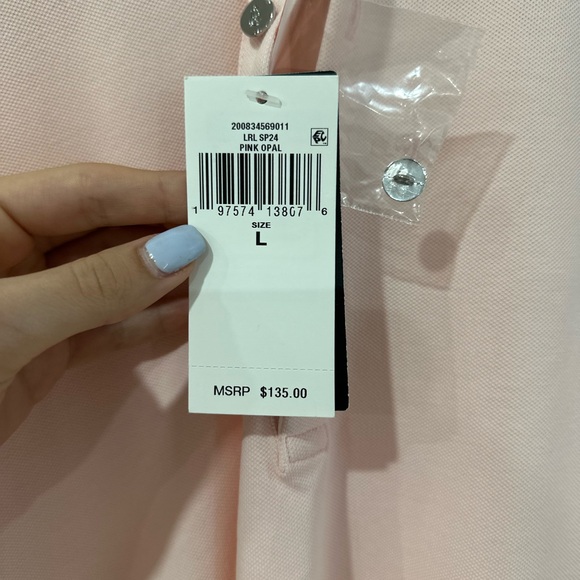 200834569011
LRL SP24
PINK OPAL
1 97574 13807 6
SIZE
L
MSRP $135.00